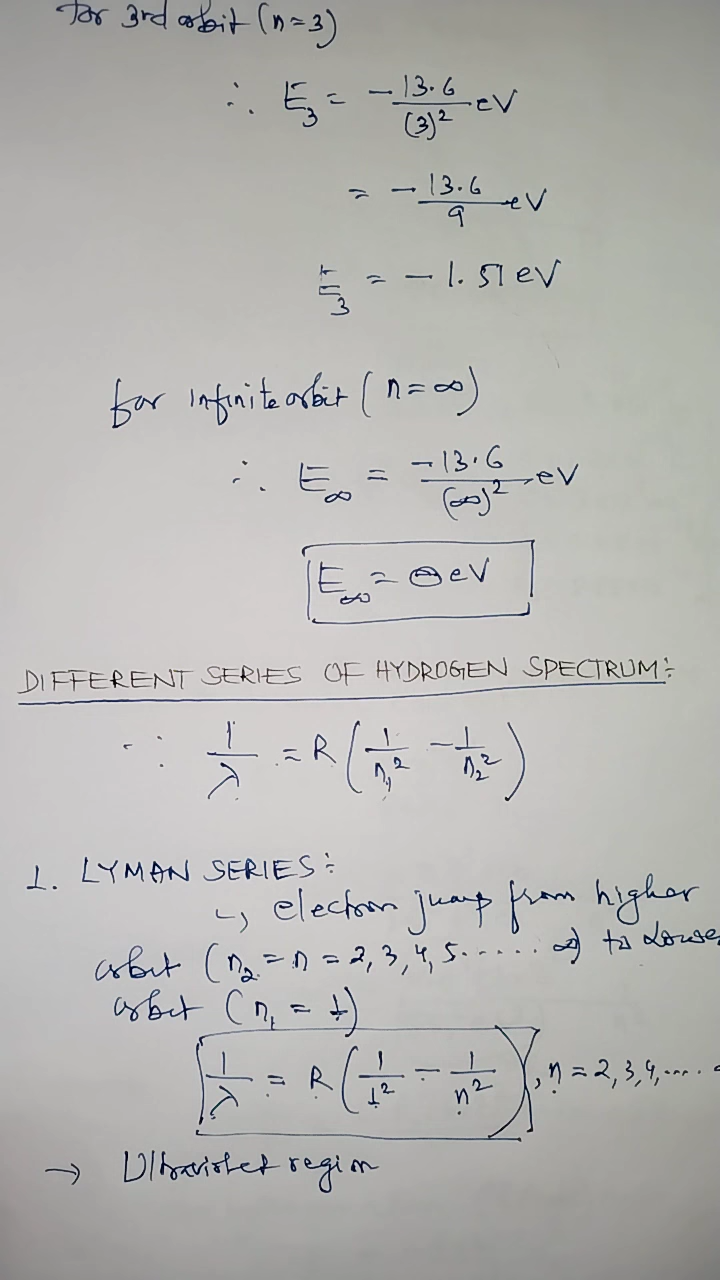 for 3rd orbit (n=3)
∴ E₃ = -13.6/(3)² eV
= -13.6/9 eV
E₃ = - 1.51 eV
for infinite orbit (n=∞)
∴ E∞ = -13.6/(∞)² eV
E∞ = 0 eV
DIFFERENT SERIES OF HYDROGEN SPECTRUM:-
∵ 1/λ = R(1/n₁² - 1/n₂²)
1. LYMAN SERIES:-
↳ electron jump from higher
orbit (n₂ = n = 2, 3, 4, 5 ...... ∞) to Lower
orbit (n₁ = 1)
1/λ = R(1/1² - 1/n²), n = 2,3,4,....
→ Ultraviolet region